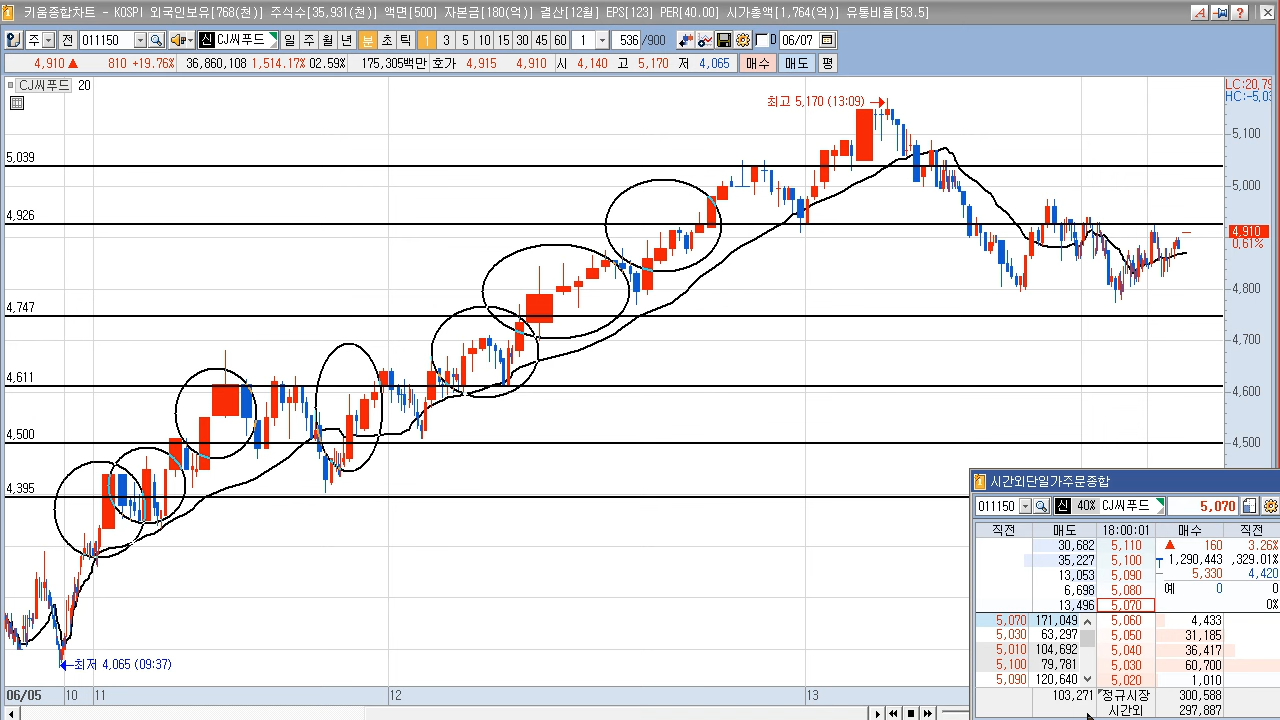 키움종합차트 - KOSPI 외국인보유[768(천)] 주식수[35,931(천)] 액면[500] 자본금[180(억)] 결산[12월] EPS[123] PER[40.00] 시가총액[1,764(억)] 유통비율[53.5]
주 전 011150 신 CJ씨푸드 일 주 월 년 분 초 틱 1 3 5 10 15 30 45 60 1 536 /900 D 06/07
4,910 ▲ 810 +19.76% 36,860,108 1,514.17% 02.59% 175,305백만 호가 4,915 4,910 시 4,140 고 5,170 저 4,065 매수 매도 평
CJ씨푸드 20
LC:20,79
HC:-5,03
최고 5,170 (13:09)
5,100
5,039
5,000
4,926
4,910
0,61%
4,800
4,747
4,700
4,611
4,600
4,500
4,500
4,395
최저 4,065 (09:37)
06/05 10 11 12 13
시간외단일가주문종합
011150 신 40% CJ씨푸드 5,070
직전 매도 18:00:01 매수 직전
30,682 5,110 ▲ 160 3.26%
35,227 5,100 1,290,443 ,329.01%
13,053 5,090 5,330 4,420
6,698 5,080 예 0 0
13,496 5,070 0%
5,070 171,049 5,060 4,433
5,030 63,297 5,050 31,185
5,010 104,692 5,040 36,417
5,100 79,781 5,030 60,700
5,090 120,640 5,020 1,010
103,271 정규시장 300,588
시간외 297,887